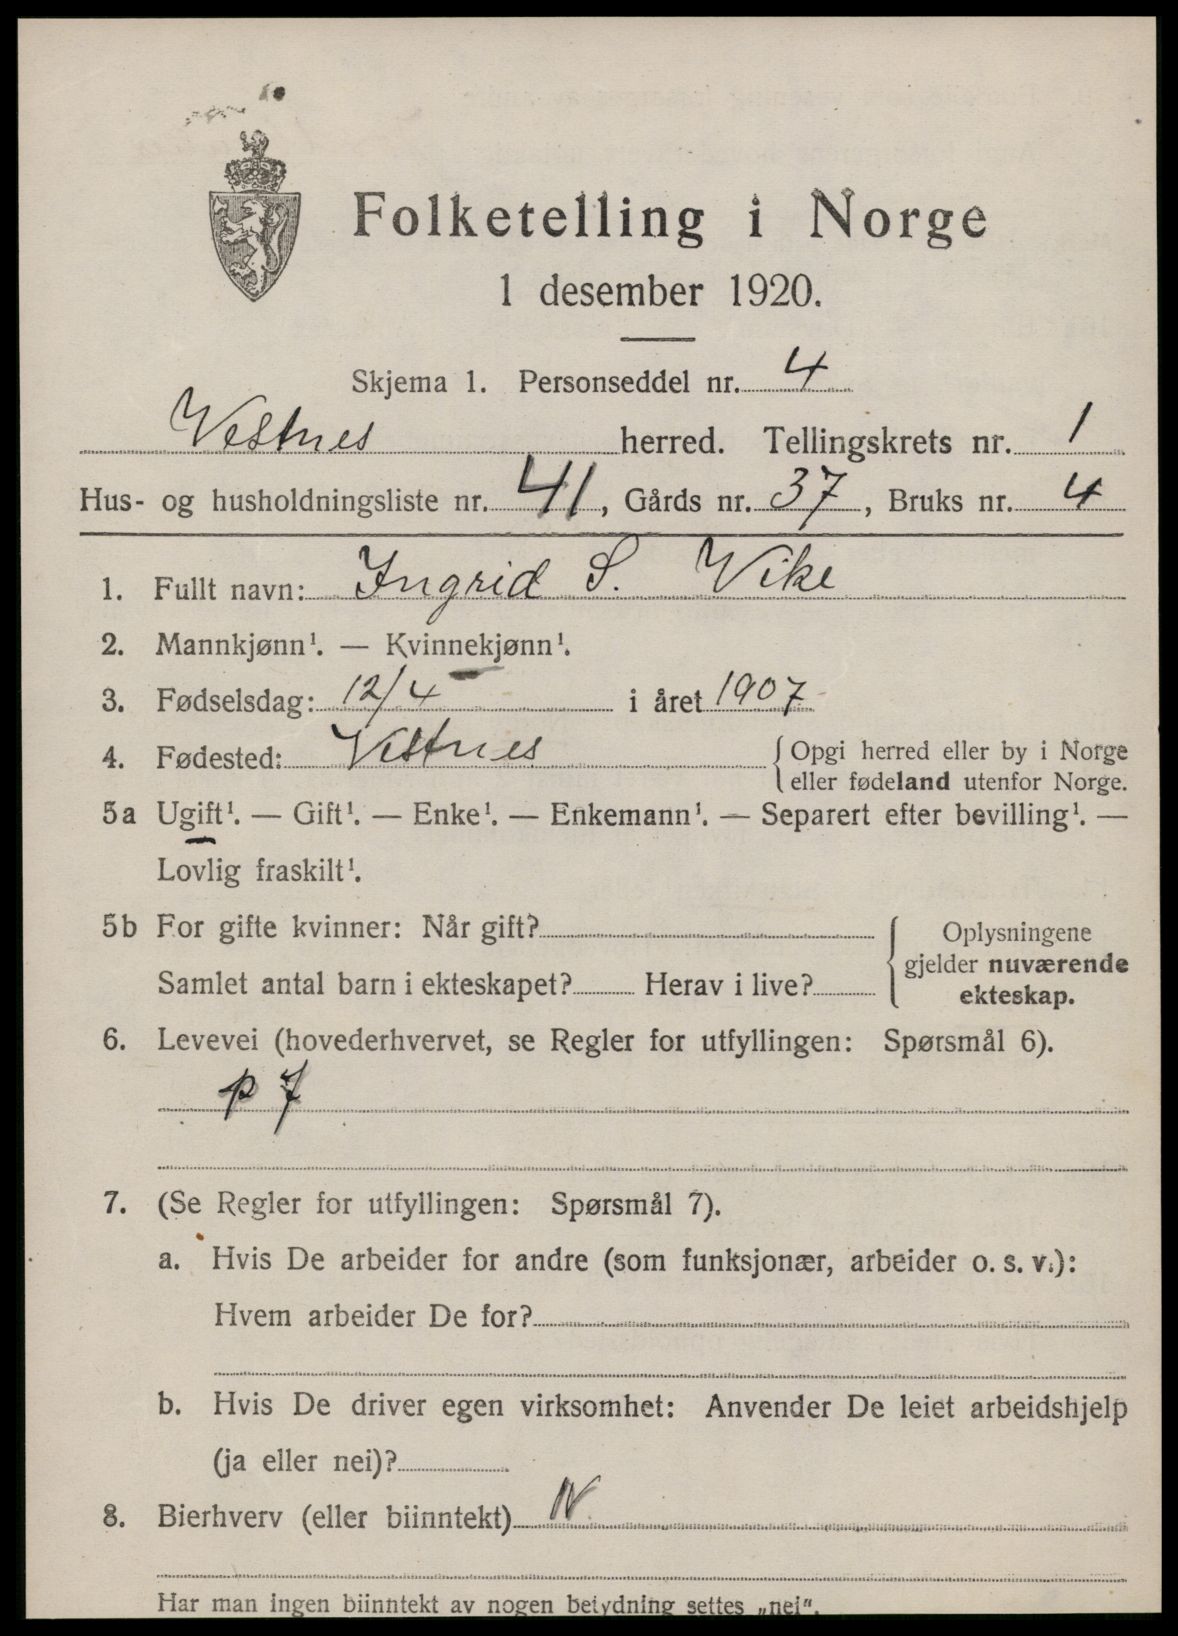 Folketelling i Norge
1 desember 1920.
Skjema 1. Personseddel nr. 4
Vestnes herred. Tellingskrets nr. 1
Hus- og husholdningsliste nr. 41, Gårds nr. 37, Bruks nr. 4
1. Fullt navn: Ingrid S. Vike
2. Mannkjønn¹. — Kvinnekjønn¹.
3. Fødselsdag: 12/4 i året 1907
4. Fødested: Vestnes {Opgi herred eller by i Norge
eller fødeland utenfor Norge.
5a Ugift¹. — Gift¹. — Enke¹. — Enkemann¹. — Separert efter bevilling¹. —
Lovlig fraskilt¹.
5b For gifte kvinner: Når gift?
Samlet antal barn i ekteskapet? Herav i live?
Oplysningene
gjelder nuværende
ekteskap.
6. Levevei (hovederhvervet, se Regler for utfyllingen: Spørsmål 6).
p 7
7. (Se Regler for utfyllingen: Spørsmål 7).
a. Hvis De arbeider for andre (som funksjonær, arbeider o. s. v.):
Hvem arbeider De for?
b. Hvis De driver egen virksomhet: Anvender De leiet arbeidshjelp
(ja eller nei)?
8. Bierhverv (eller biinntekt) N
Har man ingen biinntekt av nogen betydning settes „nei".